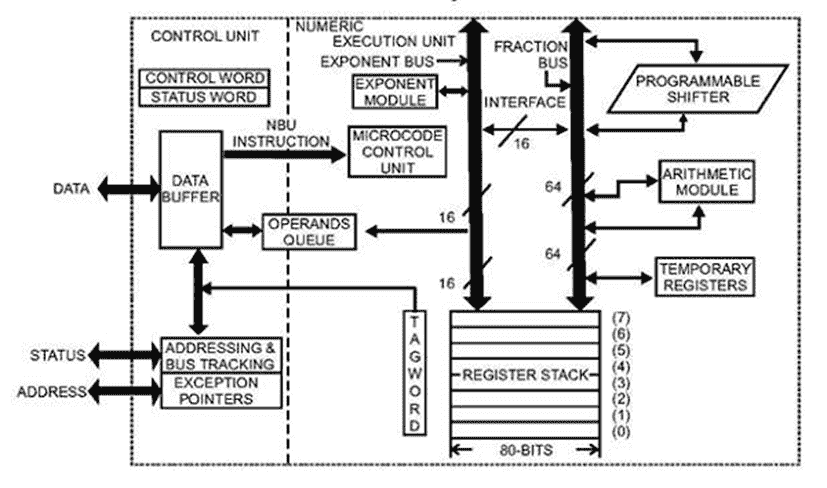 CONTROL UNIT
CONTROL WORD
STATUS WORD
NUMERIC
EXECUTION UNIT
EXPONENT BUS
EXPONENT
MODULE
FRACTION
BUS
INTERFACE
16
PROGRAMMABLE
SHIFTER
NBU
INSTRUCTION
MICROCODE
CONTROL
UNIT
DATA
DATA
BUFFER
OPERANDS
QUEUE
16
64
ARITHMETIC
MODULE
16
64
TEMPORARY
REGISTERS
STATUS
ADDRESS
ADDRESSING &
BUS TRACKING
EXCEPTION
POINTERS
T
A
G
W
O
R
D
REGISTER STACK
(7)
(6)
(5)
(4)
(3)
(2)
(1)
(0)
80-BITS